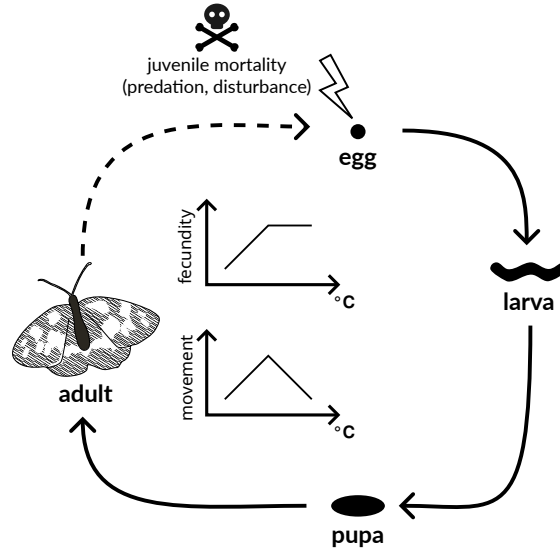 juvenile mortality
(predation, disturbance)
egg
fecundity
°C
larva
movement
°C
adult
pupa